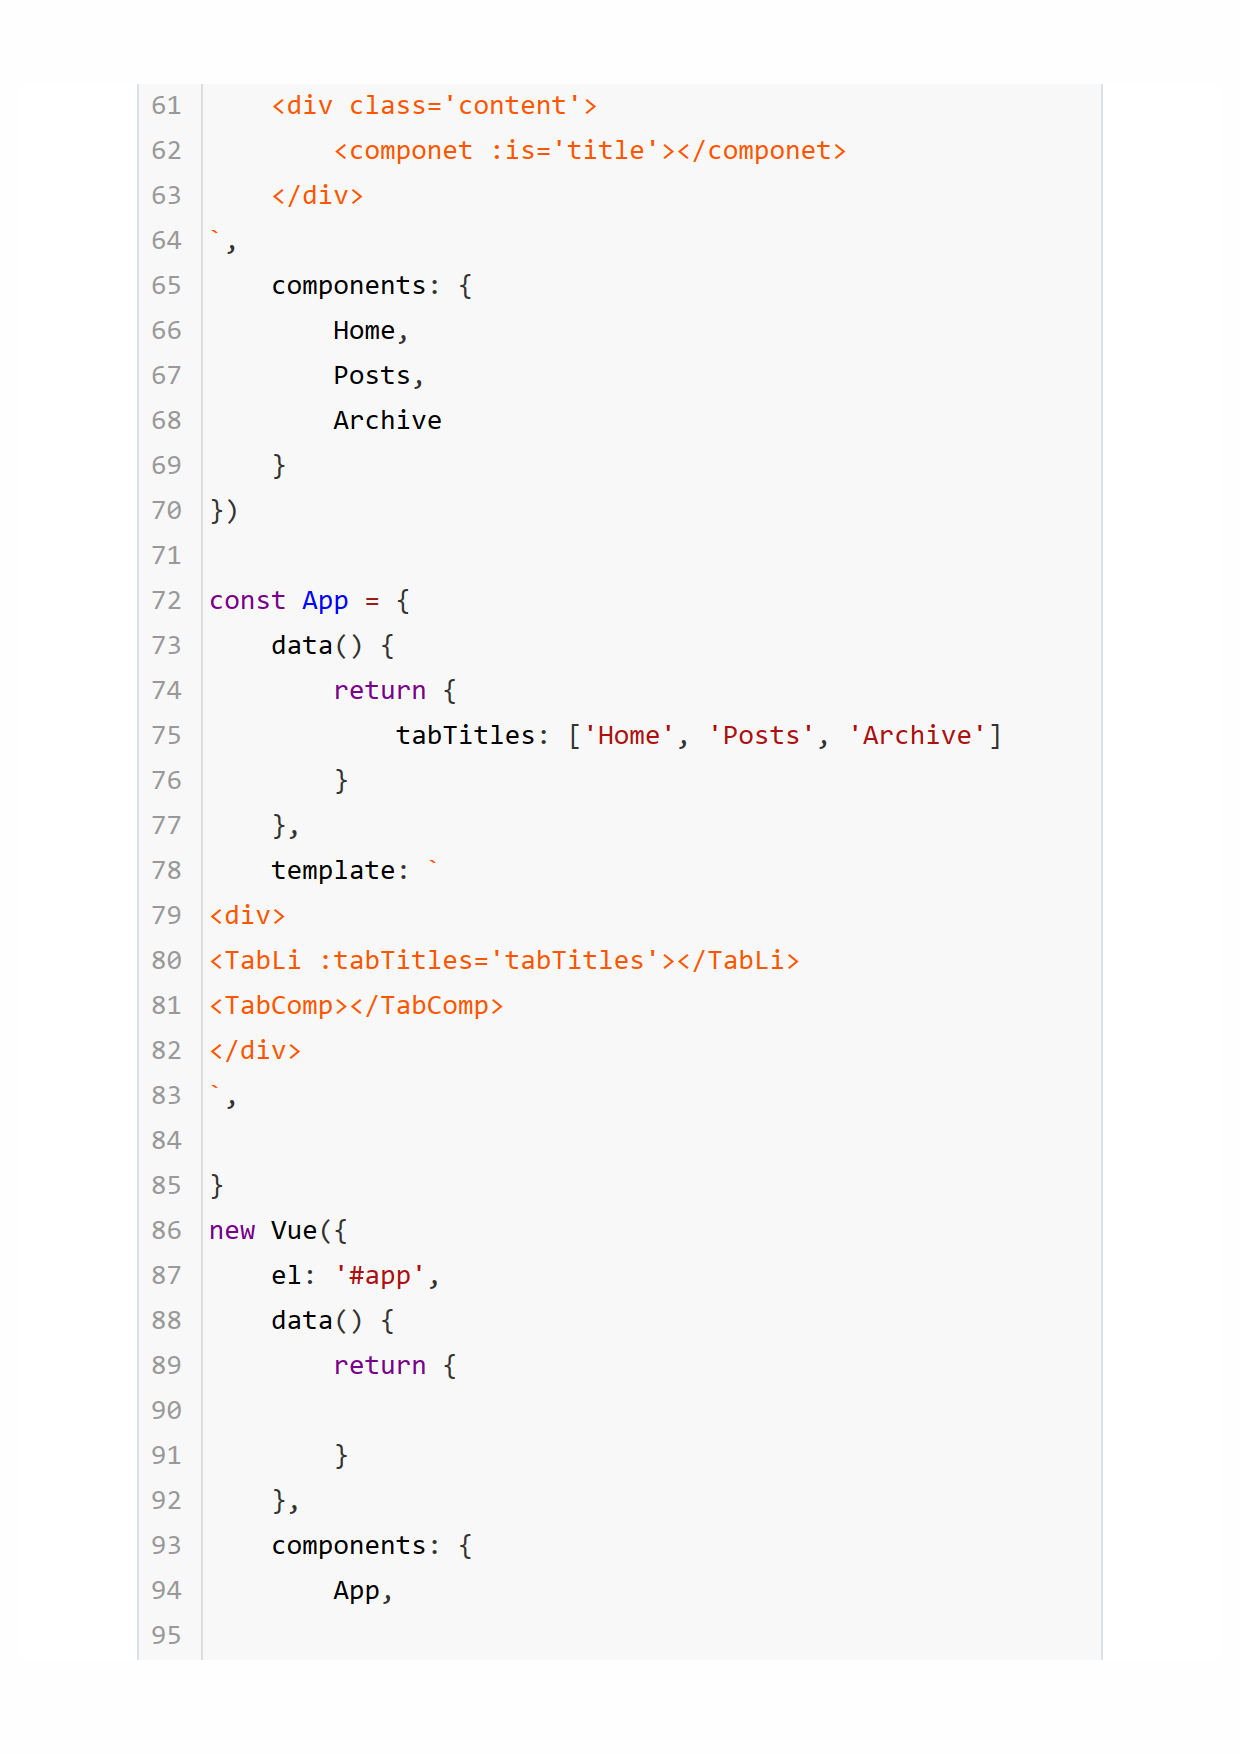 61 <div class='content'>
62 <componet :is='title'></componet>
63 </div>
64 `,
65 components: {
66 Home,
67 Posts,
68 Archive
69 }
70 })
71
72 const App = {
73 data() {
74 return {
75 tabTitles: ['Home', 'Posts', 'Archive']
76 }
77 },
78 template: `
79 <div>
80 <TabLi :tabTitles='tabTitles'></TabLi>
81 <TabComp></TabComp>
82 </div>
83 `,
84
85 }
86 new Vue({
87 el: '#app',
88 data() {
89 return {
90
91 }
92 },
93 components: {
94 App,
95